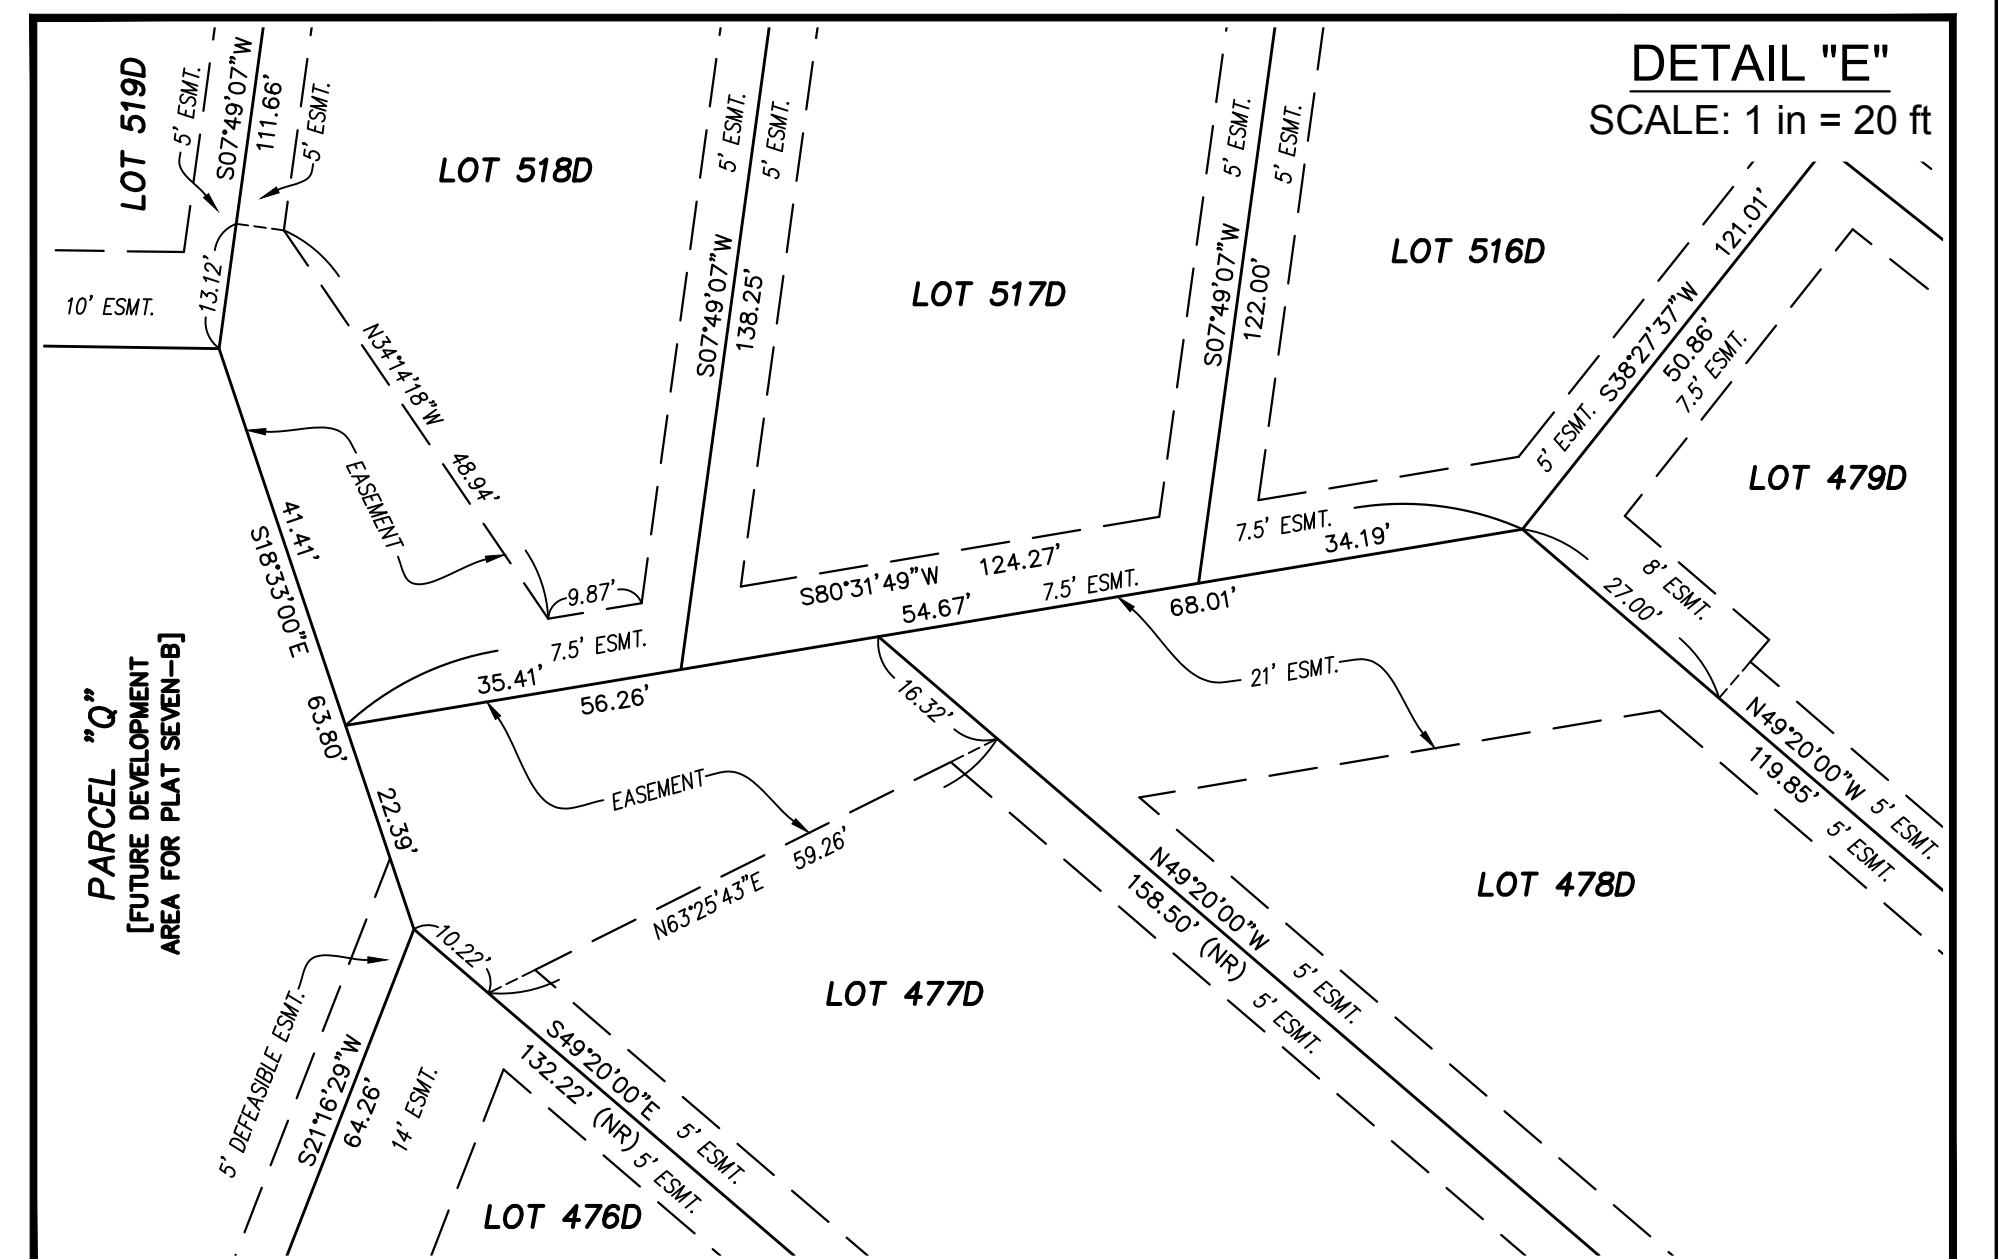 DETAIL "E"
SCALE: 1 in = 20 ft
LOT 519D
5' ESMT.
S07°49'07"W
111.66'
5' ESMT.
LOT 518D
5' ESMT.
5' ESMT.
S07°49'07"W
138.25'
LOT 517D
5' ESMT.
5' ESMT.
S07°49'07"W
122.00'
LOT 516D
121.01'
S38°27'37"W
50.86'
5' ESMT.
7.5' ESMT.
LOT 479D
10' ESMT.
13.12'
N34°14'18"W
48.94'
EASEMENT
41.41'
S18°33'00"E
63.80'
22.39'
9.87'
7.5' ESMT.
35.41'
56.26'
S80°31'49"W
124.27'
54.67'
7.5' ESMT.
68.01'
7.5' ESMT.
34.19'
8' ESMT.
27.00'
21' ESMT.
16.32'
EASEMENT
N63°25'43"E
59.26'
N49°20'00"W
119.85'
5' ESMT.
5' ESMT.
LOT 478D
N49°20'00"W
158.50' (NR)
5' ESMT.
5' ESMT.
LOT 477D
PARCEL "Q"
[FUTURE DEVELOPMENT
AREA FOR PLAT SEVEN-B]
10.22'
5' DEFEASIBLE ESMT.
S21°16'29"W
64.26'
14' ESMT.
S49°20'00"E
132.22' (NR)
5' ESMT.
5' ESMT.
LOT 476D